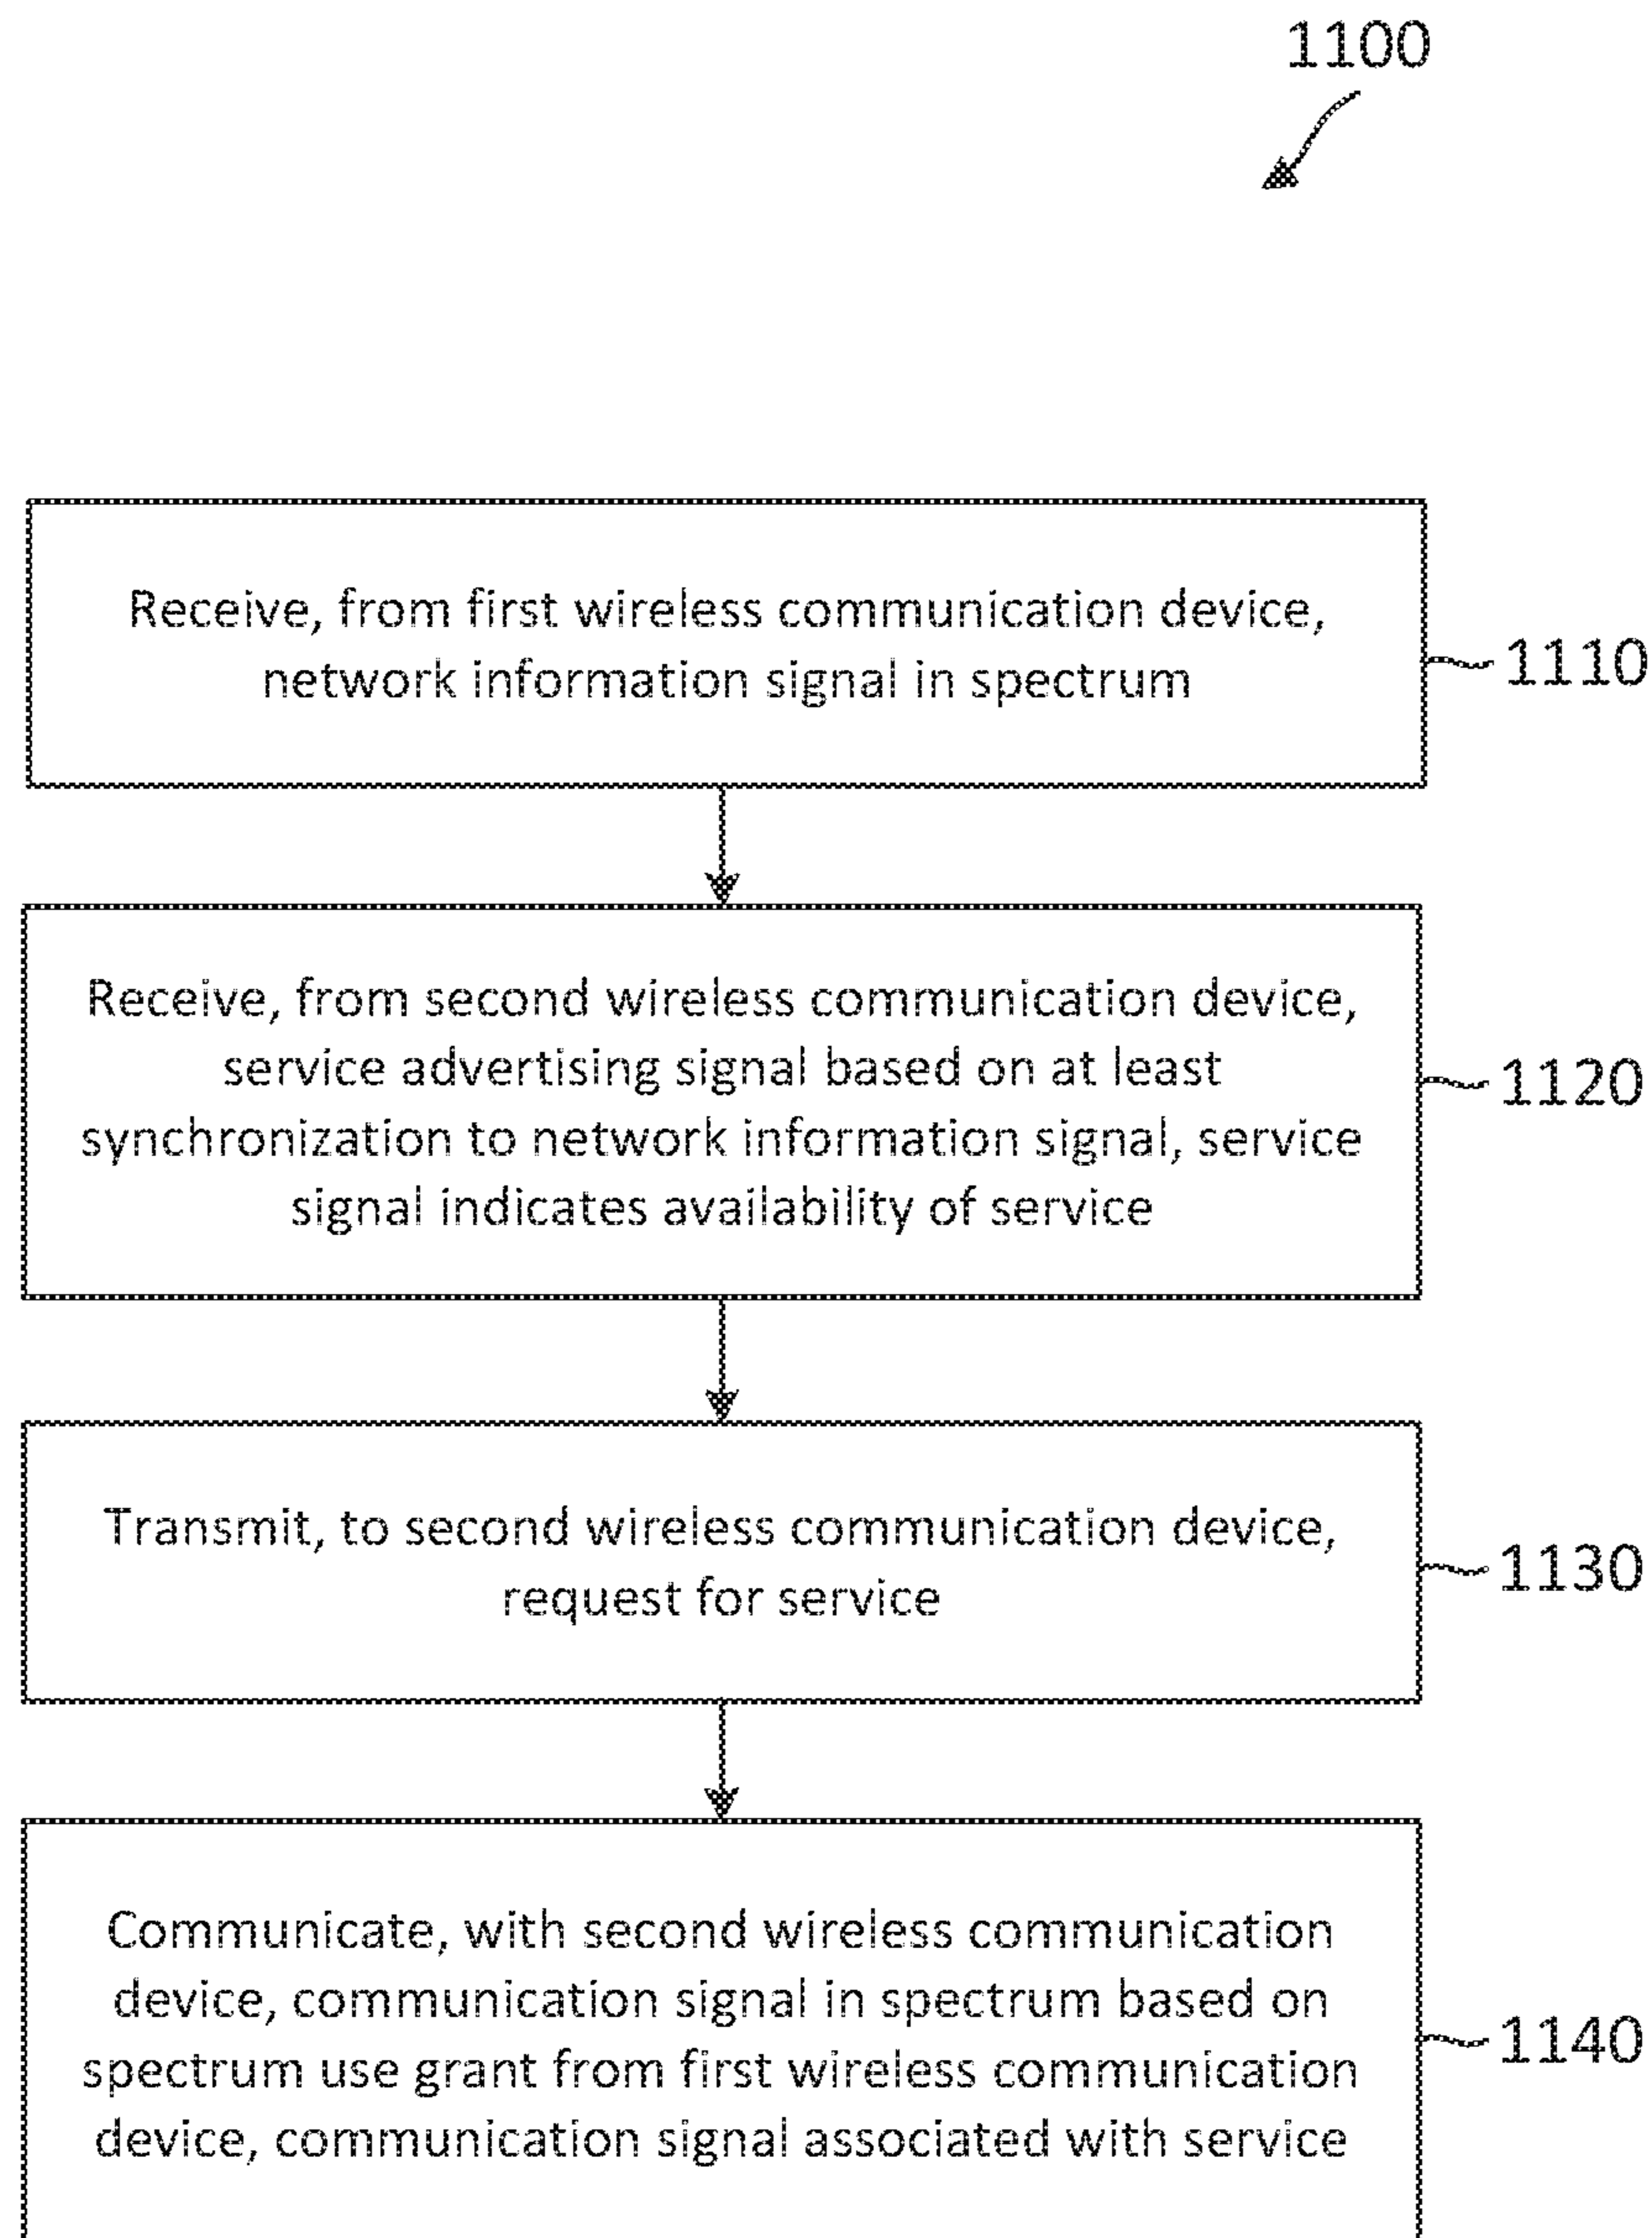 1100
Receive, from first wireless communication device,
network information signal in spectrum
1110
Receive, from second wireless communication device,
service advertising signal based on at least
synchronization to network information signal, service
signal indicates availability of service
1120
Transmit, to second wireless communication device,
request for service
1130
Communicate, with second wireless communication
device, communication signal in spectrum based on
spectrum use grant from first wireless communication
device, communication signal associated with service
1140